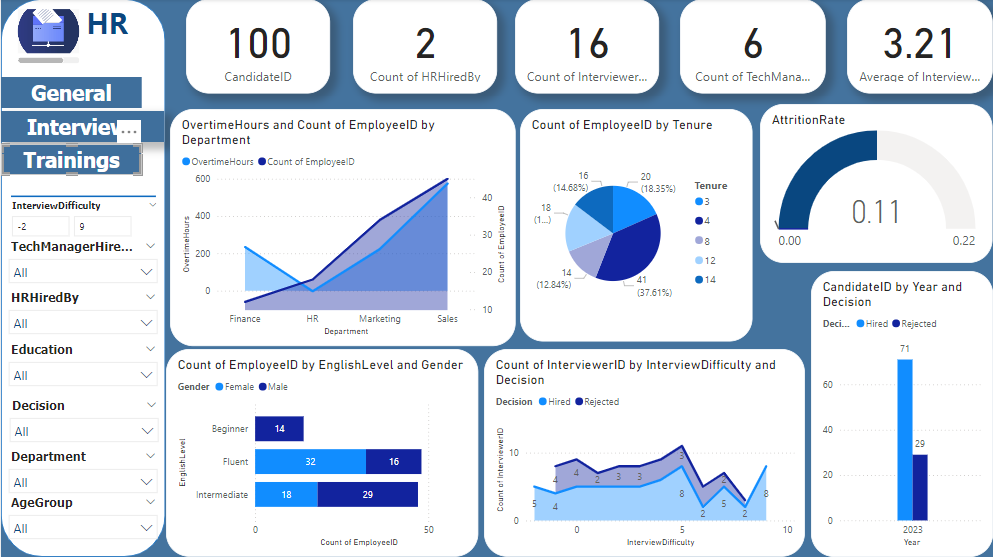 HR
General
Interview
...
Trainings
InterviewDifficulty
-2
9
TechManagerHire...
All
HRHiredBy
All
Education
All
Decision
All
Department
All
AgeGroup
All
100
CandidateID
2
Count of HRHiredBy
16
Count of Interviewer...
6
Count of TechMana...
3.21
Average of Interview...
OvertimeHours and Count of EmployeeID by
Department
OvertimeHours Count of EmployeeID
600
400
200
0
OvertimeHours
40
30
20
10
Count of EmployeeID
Finance HR Marketing Sales
Department
Count of EmployeeID by Tenure
20
(18.35%)
41
(37.61%)
14
(12.84%)
18
(1...)
16
(14.68%)
Tenure
3
4
8
12
14
AttritionRate
0.11
0.00
0.22
Count of EmployeeID by EnglishLevel and Gender
Gender Female Male
EnglishLevel
Beginner 14
Fluent 32 16
Intermediate 18 29
0 50
Count of EmployeeID
Count of InterviewerID by InterviewDifficulty and
Decision
Decision Hired Rejected
Count of InterviewerID
10
0
5 4 4 4 2 3 3 3 8 2 2 5 2 8
0 5 10
InterviewDifficulty
CandidateID by Year and
Decision
Deci... Hired Rejected
60
40
20
0
71
29
2023
Year